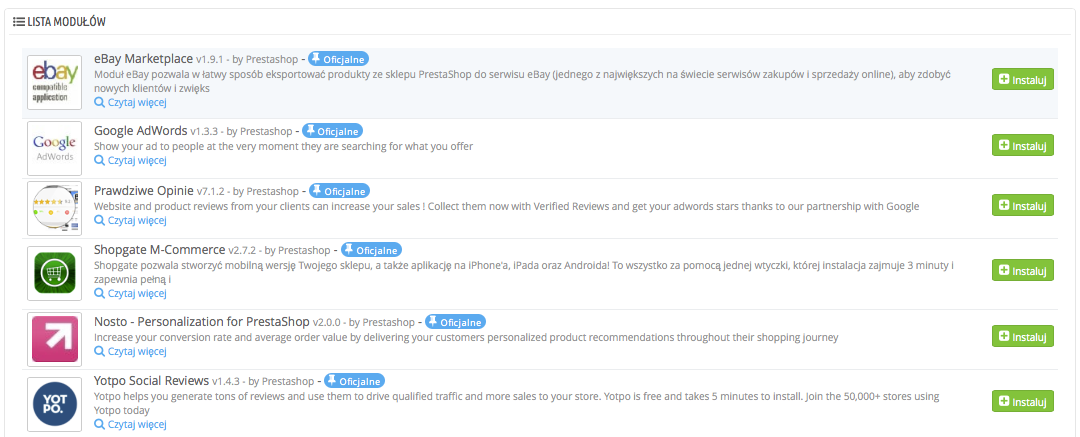 LISTA MODUŁÓW
eBay Marketplace v1.9.1 - by Prestashop - Oficjalne
Moduł eBay pozwala w łatwy sposób eksportować produkty ze sklepu PrestaShop do serwisu eBay (jednego z największych na świecie serwisów zakupów i sprzedaży online), aby zdobyć
nowych klientów i zwięks
Czytaj więcej
ebay
compatible
application
Instaluj
Google AdWords v1.3.3 - by Prestashop - Oficjalne
Show your ad to people at the very moment they are searching for what you offer
Czytaj więcej
Google
AdWords
Instaluj
Prawdziwe Opinie v7.1.2 - by Prestashop - Oficjalne
Website and product reviews from your clients can increase your sales ! Collect them now with Verified Reviews and get your adwords stars thanks to our partnership with Google
Czytaj więcej
Instaluj
Shopgate M-Commerce v2.7.2 - by Prestashop - Oficjalne
Shopgate pozwala stworzyć mobilną wersję Twojego sklepu, a także aplikację na iPhone'a, iPada oraz Androida! To wszystko za pomocą jednej wtyczki, której instalacja zajmuje 3 minuty i
zapewnia pełną i
Czytaj więcej
Instaluj
Nosto - Personalization for PrestaShop v2.0.0 - by Prestashop - Oficjalne
Increase your conversion rate and average order value by delivering your customers personalized product recommendations throughout their shopping journey
Czytaj więcej
Instaluj
Yotpo Social Reviews v1.4.3 - by Prestashop - Oficjalne
Yotpo helps you generate tons of reviews and use them to drive qualified traffic and more sales to your store. Yotpo is free and takes 5 minutes to install. Join the 50,000+ stores using
Yotpo today
Czytaj więcej
YOT
PO.
Instaluj